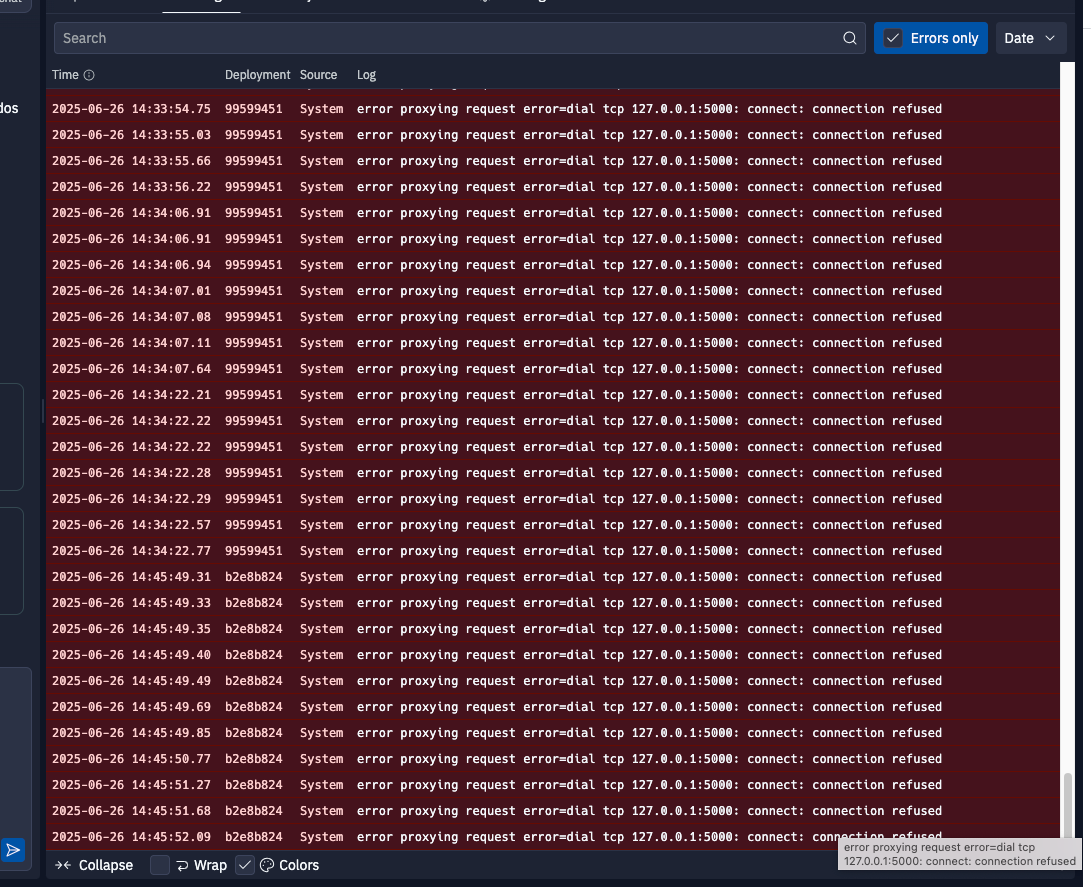 dos
Search
Errors only
Date
Time Deployment Source Log
2025-06-26 14:33:54.75 99599451 System error proxying request error=dial tcp 127.0.0.1:5000: connect: connection refused
2025-06-26 14:33:55.03 99599451 System error proxying request error=dial tcp 127.0.0.1:5000: connect: connection refused
2025-06-26 14:33:55.66 99599451 System error proxying request error=dial tcp 127.0.0.1:5000: connect: connection refused
2025-06-26 14:33:56.22 99599451 System error proxying request error=dial tcp 127.0.0.1:5000: connect: connection refused
2025-06-26 14:34:06.91 99599451 System error proxying request error=dial tcp 127.0.0.1:5000: connect: connection refused
2025-06-26 14:34:06.91 99599451 System error proxying request error=dial tcp 127.0.0.1:5000: connect: connection refused
2025-06-26 14:34:06.94 99599451 System error proxying request error=dial tcp 127.0.0.1:5000: connect: connection refused
2025-06-26 14:34:07.01 99599451 System error proxying request error=dial tcp 127.0.0.1:5000: connect: connection refused
2025-06-26 14:34:07.08 99599451 System error proxying request error=dial tcp 127.0.0.1:5000: connect: connection refused
2025-06-26 14:34:07.11 99599451 System error proxying request error=dial tcp 127.0.0.1:5000: connect: connection refused
2025-06-26 14:34:07.64 99599451 System error proxying request error=dial tcp 127.0.0.1:5000: connect: connection refused
2025-06-26 14:34:22.21 99599451 System error proxying request error=dial tcp 127.0.0.1:5000: connect: connection refused
2025-06-26 14:34:22.22 99599451 System error proxying request error=dial tcp 127.0.0.1:5000: connect: connection refused
2025-06-26 14:34:22.22 99599451 System error proxying request error=dial tcp 127.0.0.1:5000: connect: connection refused
2025-06-26 14:34:22.28 99599451 System error proxying request error=dial tcp 127.0.0.1:5000: connect: connection refused
2025-06-26 14:34:22.29 99599451 System error proxying request error=dial tcp 127.0.0.1:5000: connect: connection refused
2025-06-26 14:34:22.57 99599451 System error proxying request error=dial tcp 127.0.0.1:5000: connect: connection refused
2025-06-26 14:34:22.77 99599451 System error proxying request error=dial tcp 127.0.0.1:5000: connect: connection refused
2025-06-26 14:45:49.31 b2e8b824 System error proxying request error=dial tcp 127.0.0.1:5000: connect: connection refused
2025-06-26 14:45:49.33 b2e8b824 System error proxying request error=dial tcp 127.0.0.1:5000: connect: connection refused
2025-06-26 14:45:49.35 b2e8b824 System error proxying request error=dial tcp 127.0.0.1:5000: connect: connection refused
2025-06-26 14:45:49.40 b2e8b824 System error proxying request error=dial tcp 127.0.0.1:5000: connect: connection refused
2025-06-26 14:45:49.49 b2e8b824 System error proxying request error=dial tcp 127.0.0.1:5000: connect: connection refused
2025-06-26 14:45:49.69 b2e8b824 System error proxying request error=dial tcp 127.0.0.1:5000: connect: connection refused
2025-06-26 14:45:49.85 b2e8b824 System error proxying request error=dial tcp 127.0.0.1:5000: connect: connection refused
2025-06-26 14:45:50.77 b2e8b824 System error proxying request error=dial tcp 127.0.0.1:5000: connect: connection refused
2025-06-26 14:45:51.27 b2e8b824 System error proxying request error=dial tcp 127.0.0.1:5000: connect: connection refused
2025-06-26 14:45:51.68 b2e8b824 System error proxying request error=dial tcp 127.0.0.1:5000: connect: connection refused
2025-06-26 14:45:52.09 b2e8b824 System error proxying request error=dial tcp 127.0.0.1:5000: connect: connection refused
error proxying request error=dial tcp
127.0.0.1:5000: connect: connection refused
Collapse Wrap Colors